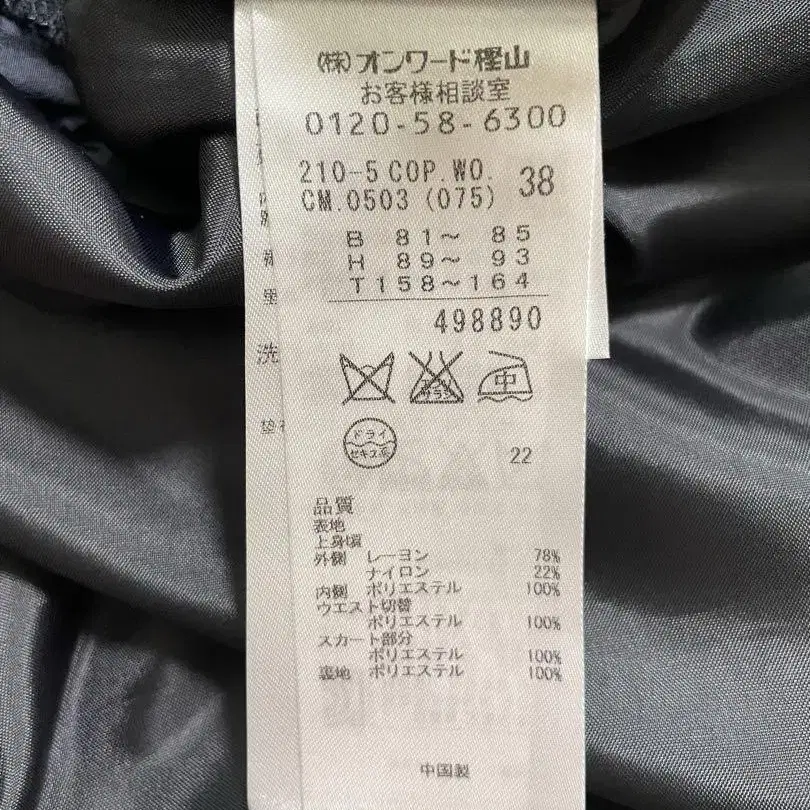 (株)オンワード樫山
お客様相談室
0120-58-6300
210-5 COP.WO.
CM.0503 (075) 38
B 81〜 85
H 89〜 93
T158〜164
498890
中
ドライ
セキユ系
22
品質
表地
上身頃
外側 レーヨン 78%
ナイロン 22%
内側 ポリエステル 100%
ウエスト切替
ポリエステル 100%
スカート部分
ポリエステル 100%
裏地 ポリエステル 100%
中国製
洗